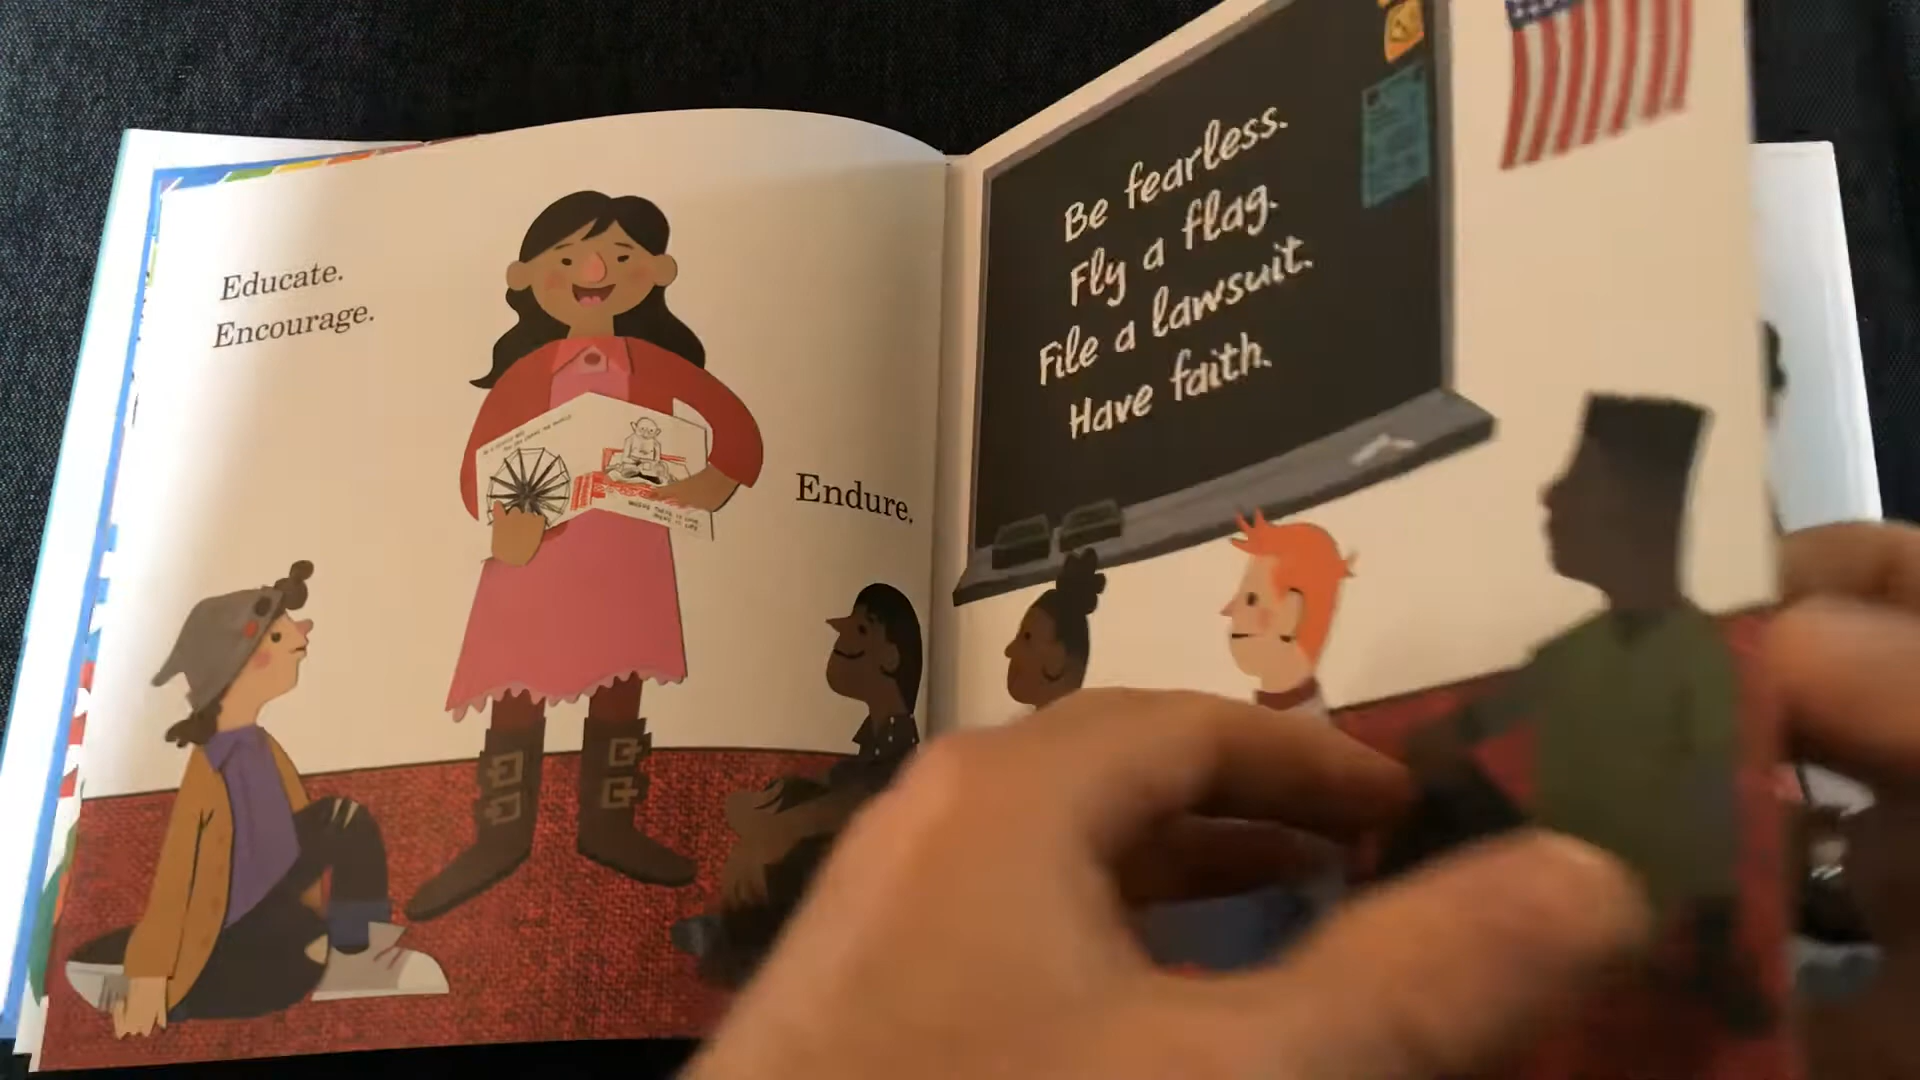 Educate.
Encourage.
Endure.
Be fearless.
Fly a flag.
File a lawsuit.
Have faith.